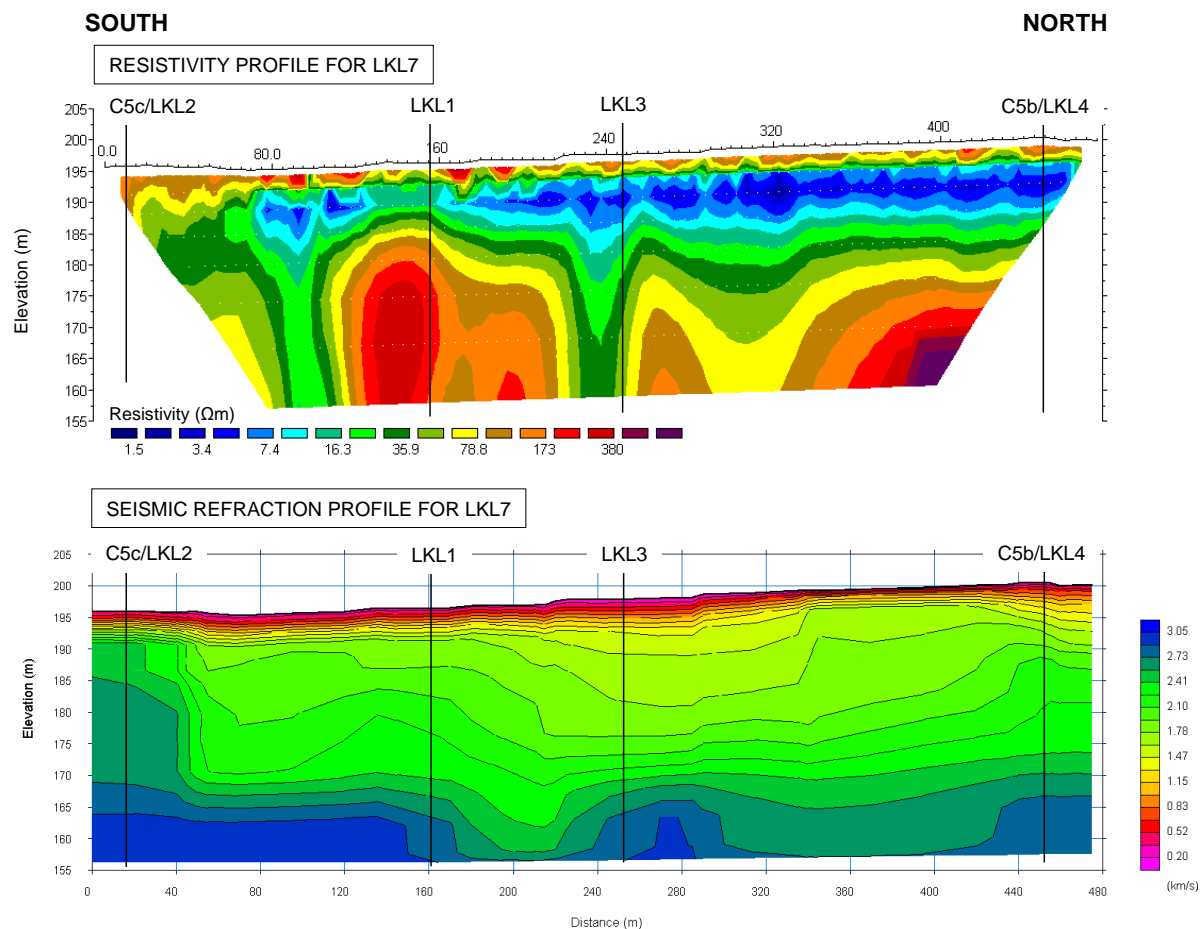 SOUTH NORTH
RESISTIVITY PROFILE FOR LKL7
C5c/LKL2 LKL1 LKL3 C5b/LKL4
0.0 80.0 160 240 320 400
205
200
195
190
185
180
175
170
165
160
155
Elevation (m)
Resistivity (Ωm)
1.5 3.4 7.4 16.3 35.9 78.8 173 380
SEISMIC REFRACTION PROFILE FOR LKL7
C5c/LKL2 LKL1 LKL3 C5b/LKL4
205
200
195
190
185
180
175
170
165
160
155
Elevation (m)
0 40 80 120 160 200 240 280 320 360 400 440 480
Distance (m)
3.05
2.73
2.41
2.10
1.78
1.47
1.15
0.83
0.52
0.20
(km/s)